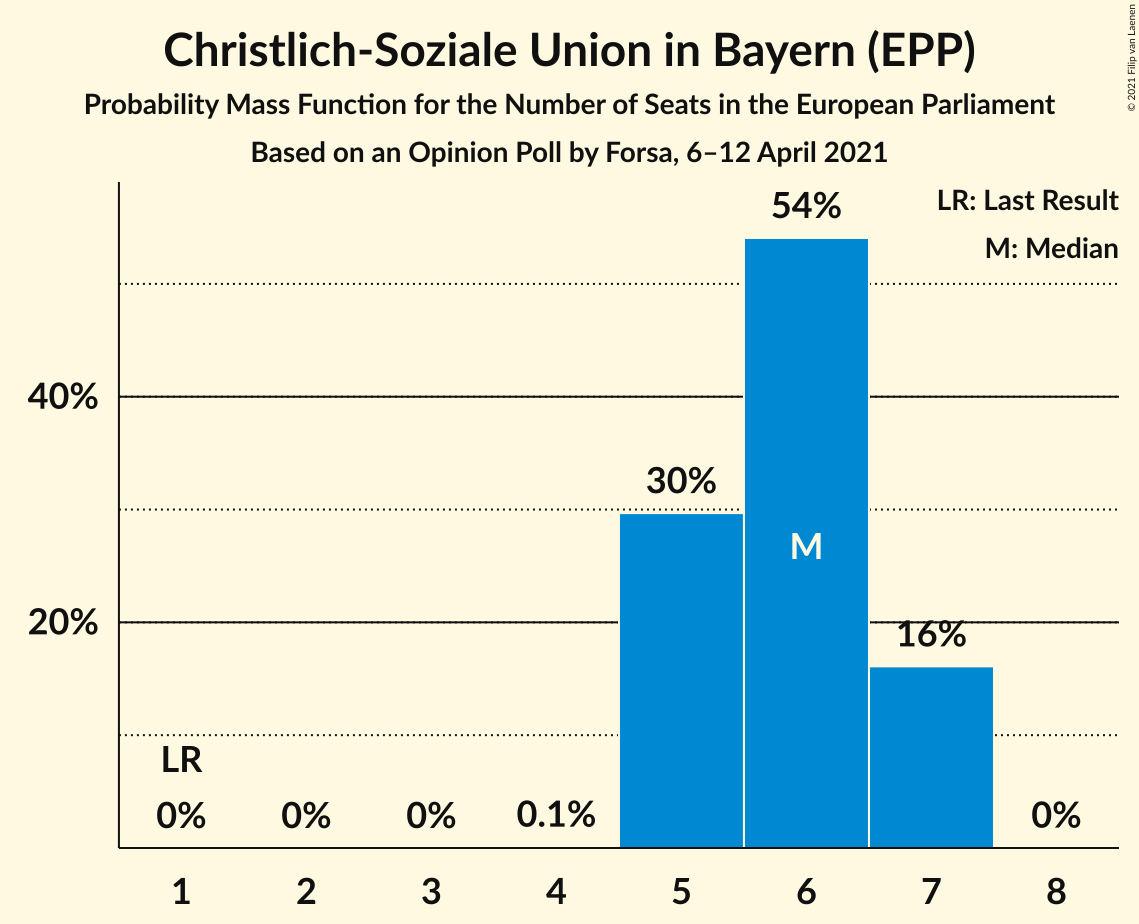 Christlich-Soziale Union in Bayern (EPP)
Probability Mass Function for the Number of Seats in the European Parliament
Based on an Opinion Poll by Forsa, 6–12 April 2021
© 2021 Filip van Laenen
LR: Last Result
M: Median
54%
40%
30%
M
20%
16%
LR
0% 0% 0% 0.1% 0%
1 2 3 4 5 6 7 8